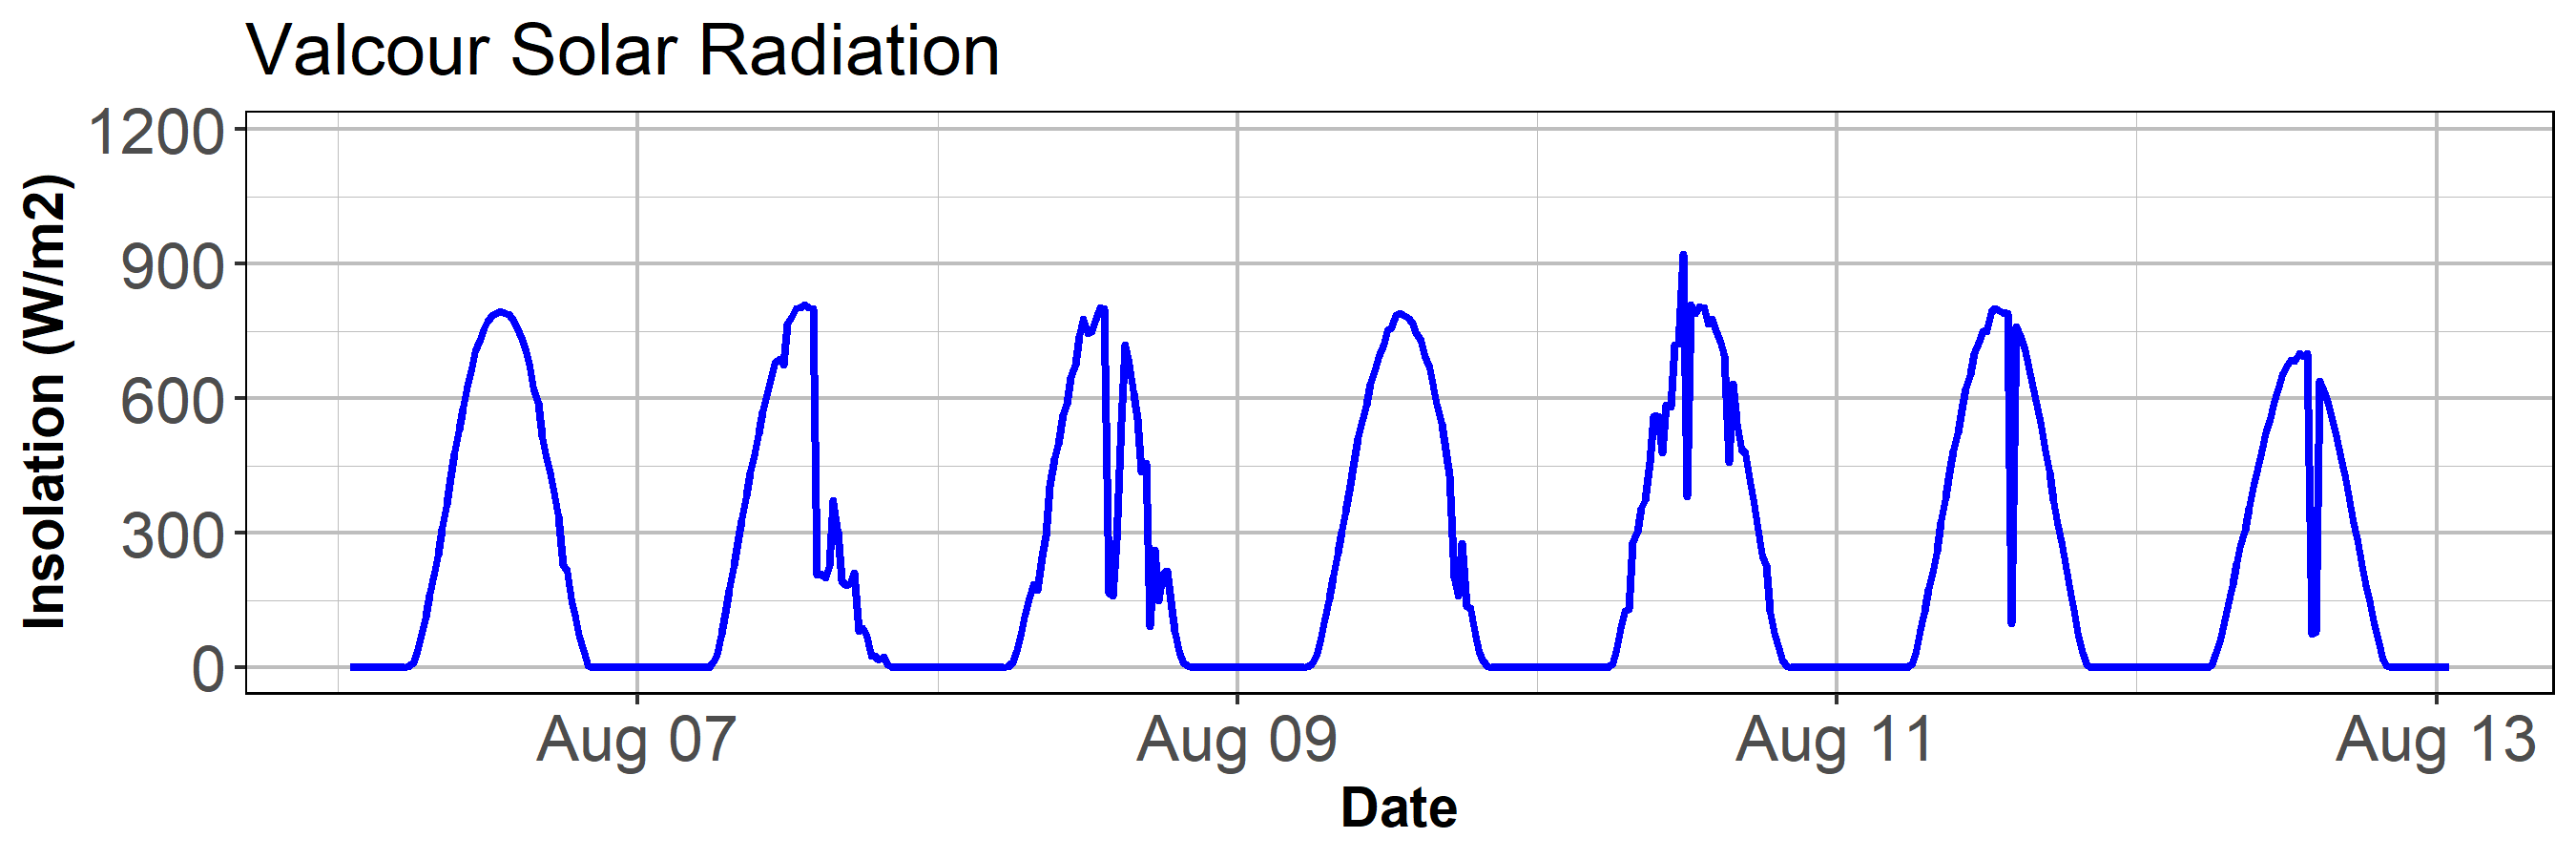 Valcour Solar Radiation
1200
900
600
300
0
Insolation (W/m2)
Aug 07 Aug 09 Aug 11 Aug 13
Date